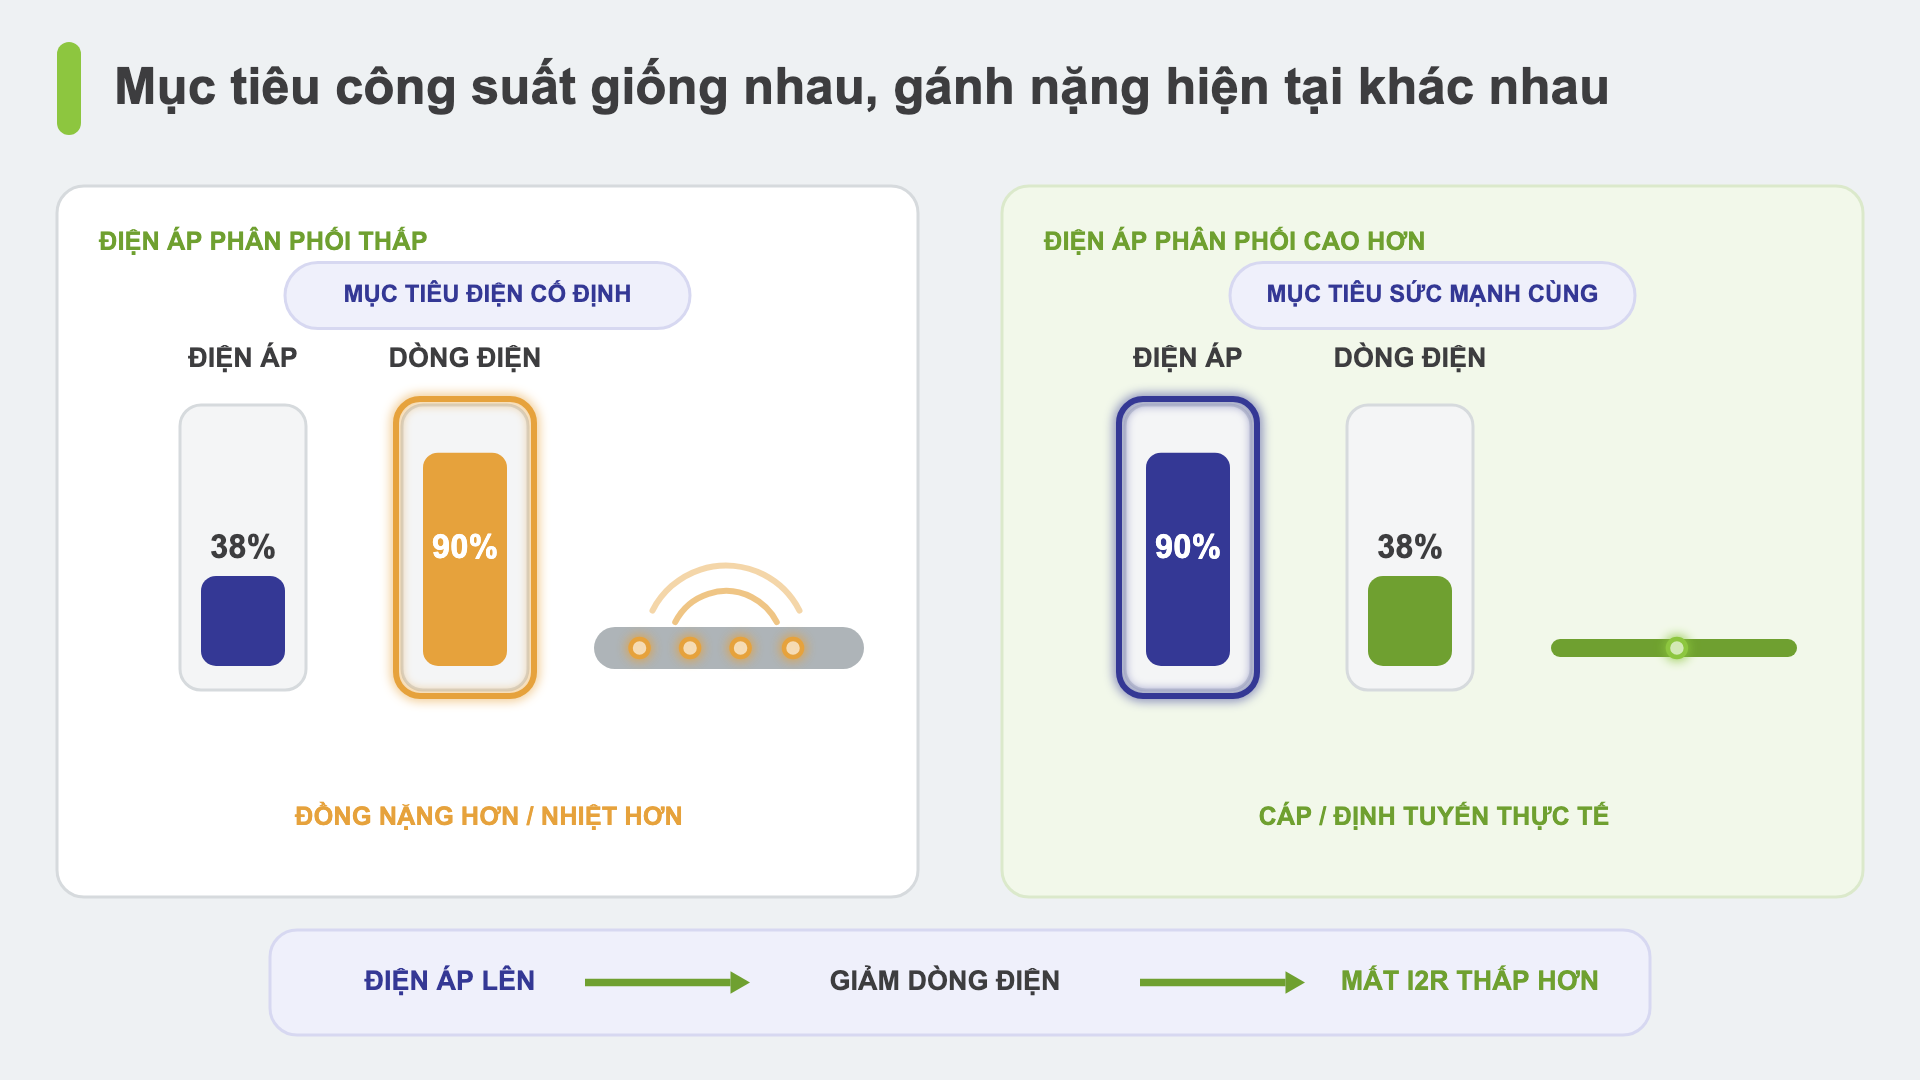 Mục tiêu công suất giống nhau, gánh nặng hiện tại khác nhau
ĐIỆN ÁP PHÂN PHỐI THẤP
MỤC TIÊU ĐIỆN CỐ ĐỊNH
ĐIỆN ÁP
DÒNG ĐIỆN
38%
90%
ĐỒNG NẶNG HƠN / NHIỆT HƠN
ĐIỆN ÁP PHÂN PHỐI CAO HƠN
MỤC TIÊU SỨC MẠNH CÙNG
ĐIỆN ÁP
DÒNG ĐIỆN
90%
38%
CÁP / ĐỊNH TUYẾN THỰC TẾ
ĐIỆN ÁP LÊN
GIẢM DÒNG ĐIỆN
MẤT I2R THẤP HƠN